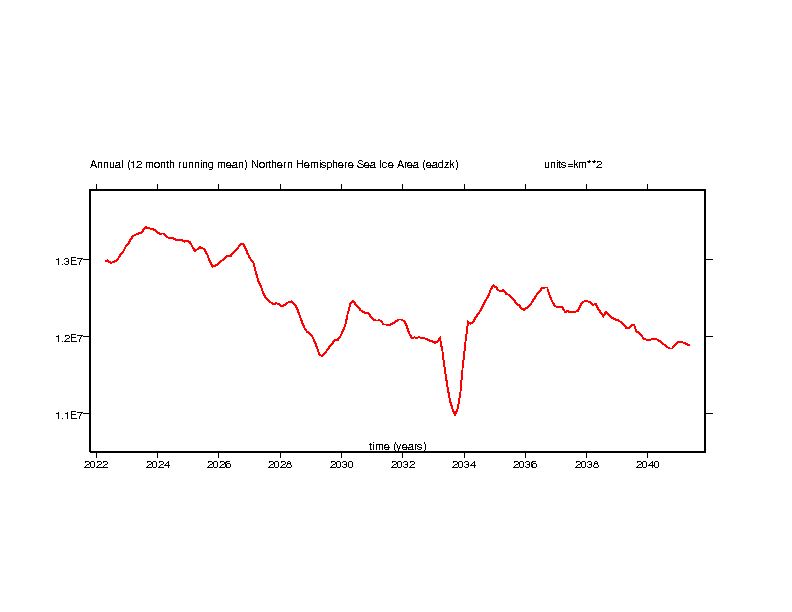 Annual (12 month running mean) Northern Hemisphere Sea Ice Area (eadzk) units=km**2
1.3E7
1.2E7
1.1E7
time (years)
2022 2024 2026 2028 2030 2032 2034 2036 2038 2040